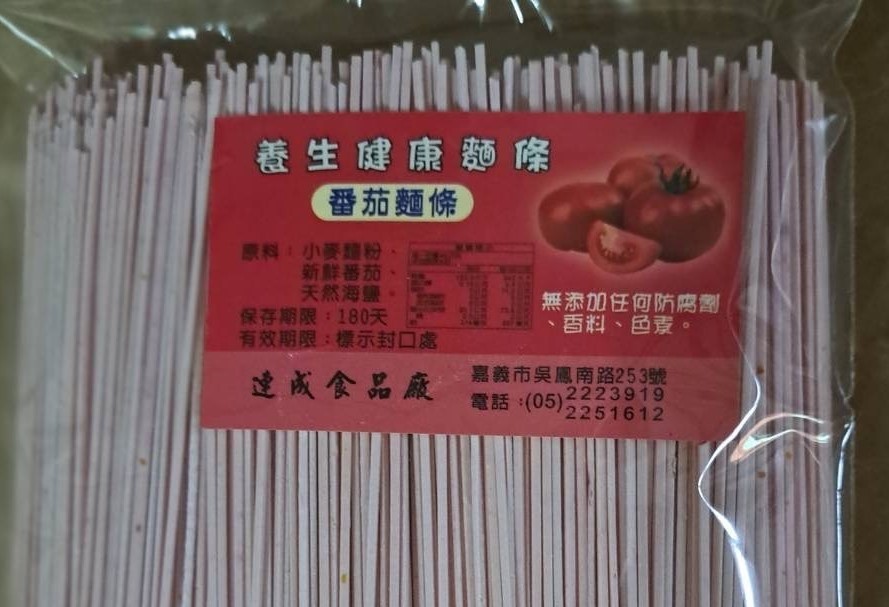 養生健康麵條
番茄麵條
原料：小麥麵粉、
新鮮番茄、
天然海鹽。
保存期限：180天
有效期限：標示封口處
無添加任何防腐劑
、香料、色素。
達成食品廠
嘉義市吳鳳南路253號
電話：(05)2223919
2251612